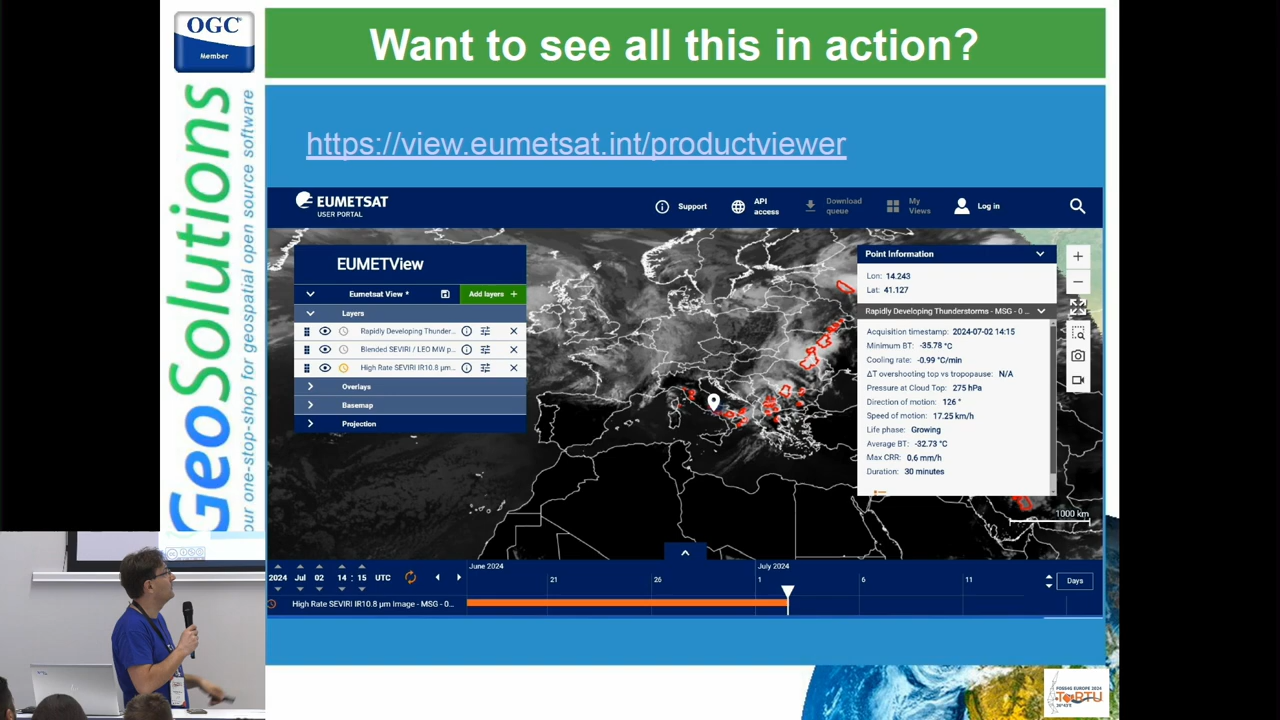 OGC
Member
Want to see all this in action?
GeoSolutions
your one-stop-shop for geospatial open source software
https://view.eumetsat.int/productviewer
EUMETSAT
USER PORTAL
Support
API access
Download queue
My Views
Log in
EUMETView
Eumetsat View *
Add layers +
Layers
Rapidly Developing Thunder...
Blended SEVIRI / LEO MW p...
High Rate SEVIRI IR10.8 µm...
Overlays
Basemap
Projection
Point Information
Lon: 14.243
Lat: 41.127
Rapidly Developing Thunderstorms - MSG - 0 ...
Acquisition timestamp: 2024-07-02 14:15
Minimum BT: -35.78 °C
Cooling rate: -0.99 °C/min
ΔT overshooting top vs tropopause: N/A
Pressure at Cloud Top: 275 hPa
Direction of motion: 126 °
Speed of motion: 17.25 km/h
Life phase: Growing
Average BT: -32.73 °C
Max CRR: 0.6 mm/h
Duration: 30 minutes
1000 km
2024 Jul 02 14 : 15 UTC
June 2024
July 2024
21 26 1 6 11
Days
High Rate SEVIRI IR10.8 µm Image - MSG - 0...
FOSS4G EUROPE 2024
TARTU